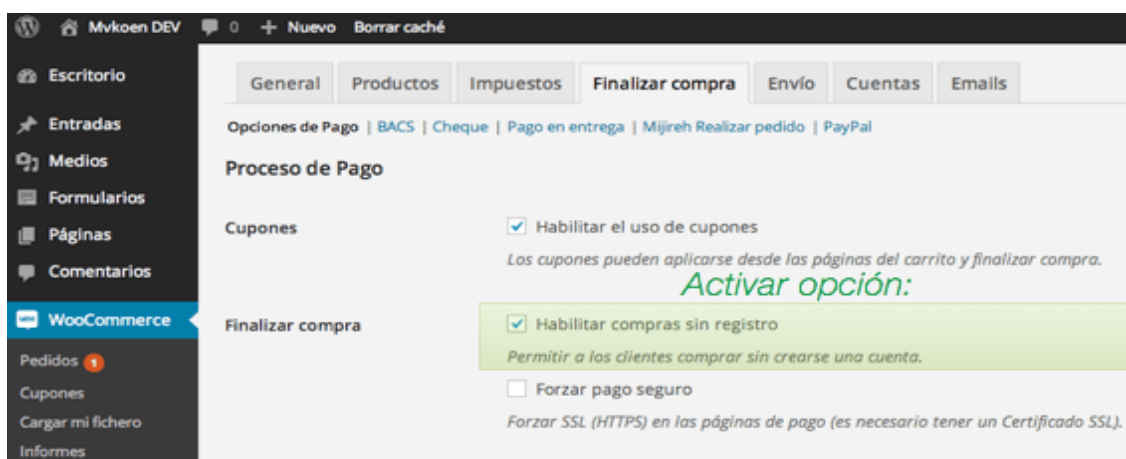 Mvkoen DEV 0 + Nuevo Borrar caché
Escritorio
Entradas
Medios
Formularios
Páginas
Comentarios
WooCommerce
Pedidos 1
Cupones
Cargar mi fichero
Informes
General Productos Impuestos Finalizar compra Envío Cuentas Emails
Opciones de Pago | BACS | Cheque | Pago en entrega | Mijireh Realizar pedido | PayPal
Proceso de Pago
Cupones
Habilitar el uso de cupones
Los cupones pueden aplicarse desde las páginas del carrito y finalizar compra.
Activar opción:
Finalizar compra
Habilitar compras sin registro
Permitir a los clientes comprar sin crearse una cuenta.
Forzar pago seguro
Forzar SSL (HTTPS) en las páginas de pago (es necesario tener un Certificado SSL).